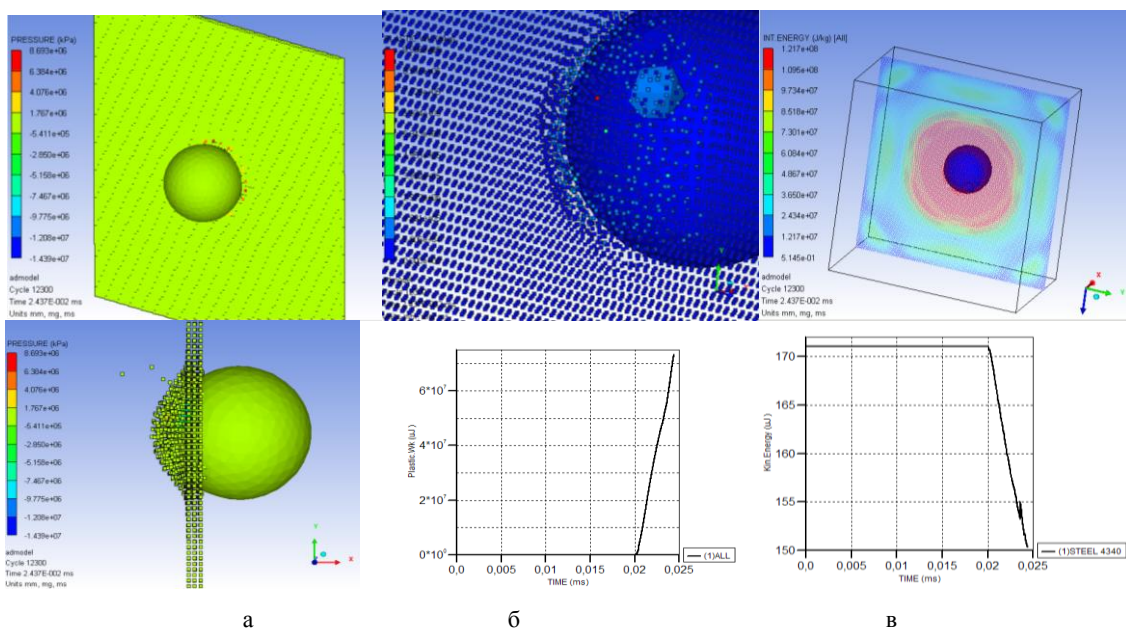 PRESSURE (kPa)
8.693e+06
6.384e+06
4.076e+06
1.767e+06
-5.411e+05
-2.850e+06
-5.158e+06
-7.467e+06
-9.775e+06
-1.208e+07
-1.439e+07
admodel
Cycle 12300
Time 2.437E-002 ms
Units mm, mg, ms
Y
INT.ENERGY (J/kg) [All]
1.217e+08
1.095e+08
9.734e+07
8.518e+07
7.301e+07
6.084e+07
4.867e+07
3.650e+07
2.434e+07
1.217e+07
5.145e-01
admodel
Cycle 12300
Time 2.437E-002 ms
Units mm, mg, ms
X
Y
PRESSURE (kPa)
8.693e+06
6.384e+06
4.076e+06
1.767e+06
-5.411e+05
-2.850e+06
-5.158e+06
-7.467e+06
-9.775e+06
-1.208e+07
-1.439e+07
admodel
Cycle 12300
Time 2.437E-002 ms
Units mm, mg, ms
Y
X
Plastic.Wk (uJ)
6*10⁷
4*10⁷
2*10⁷
0*10⁰
0,0 0,005 0,01 0,015 0,02 0,025
TIME (ms)
(1)ALL
Kin.Energy (uJ)
170
165
160
155
150
0,0 0,005 0,01 0,015 0,02 0,025
TIME (ms)
(1)STEEL 4340
а б в